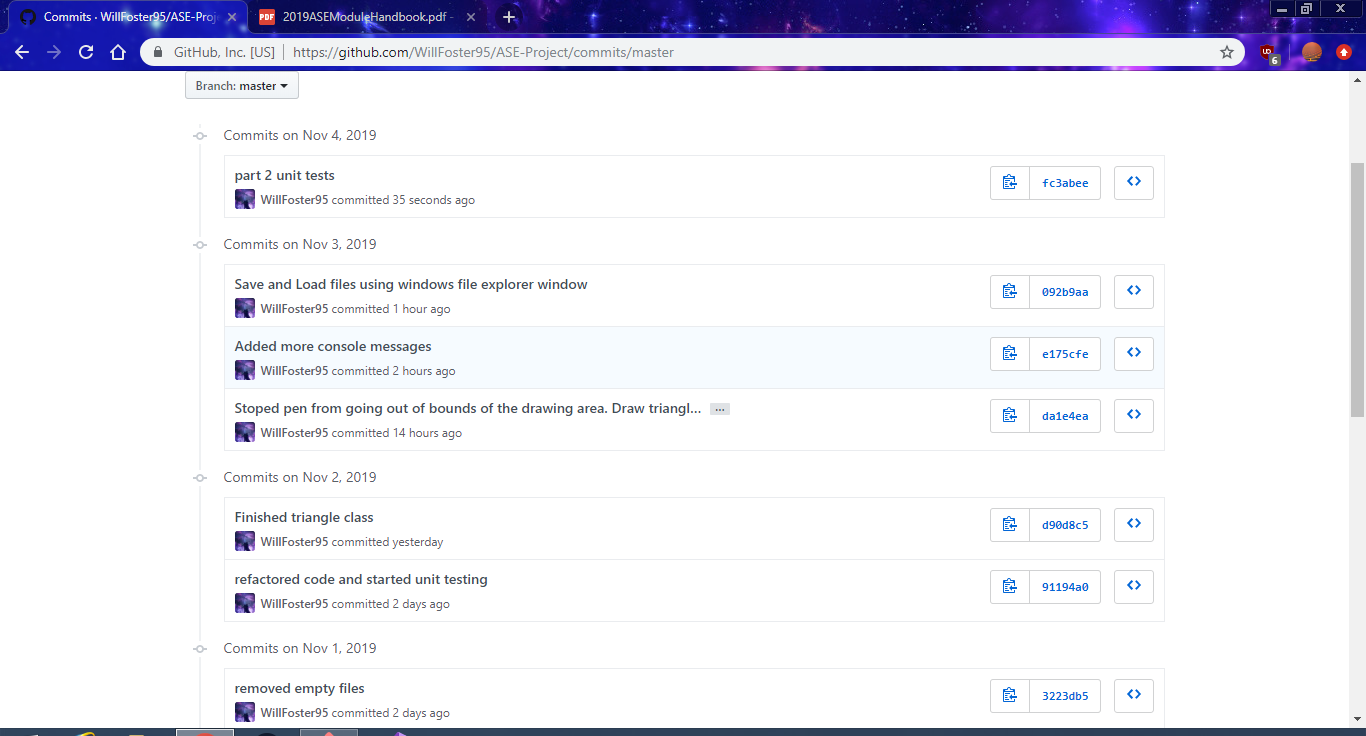 Commits · WillFoster95/ASE-Proj
PDF 2019ASEModuleHandbook.pdf -
GitHub, Inc. [US] https://github.com/WillFoster95/ASE-Project/commits/master
6
Branch: master
Commits on Nov 4, 2019
part 2 unit tests
fc3abee
WillFoster95 committed 35 seconds ago
Commits on Nov 3, 2019
Save and Load files using windows file explorer window
092b9aa
WillFoster95 committed 1 hour ago
Added more console messages
e175cfe
WillFoster95 committed 2 hours ago
Stoped pen from going out of bounds of the drawing area. Draw triangl... ...
da1e4ea
WillFoster95 committed 14 hours ago
Commits on Nov 2, 2019
Finished triangle class
d90d8c5
WillFoster95 committed yesterday
refactored code and started unit testing
91194a0
WillFoster95 committed 2 days ago
Commits on Nov 1, 2019
removed empty files
3223db5
WillFoster95 committed 2 days ago